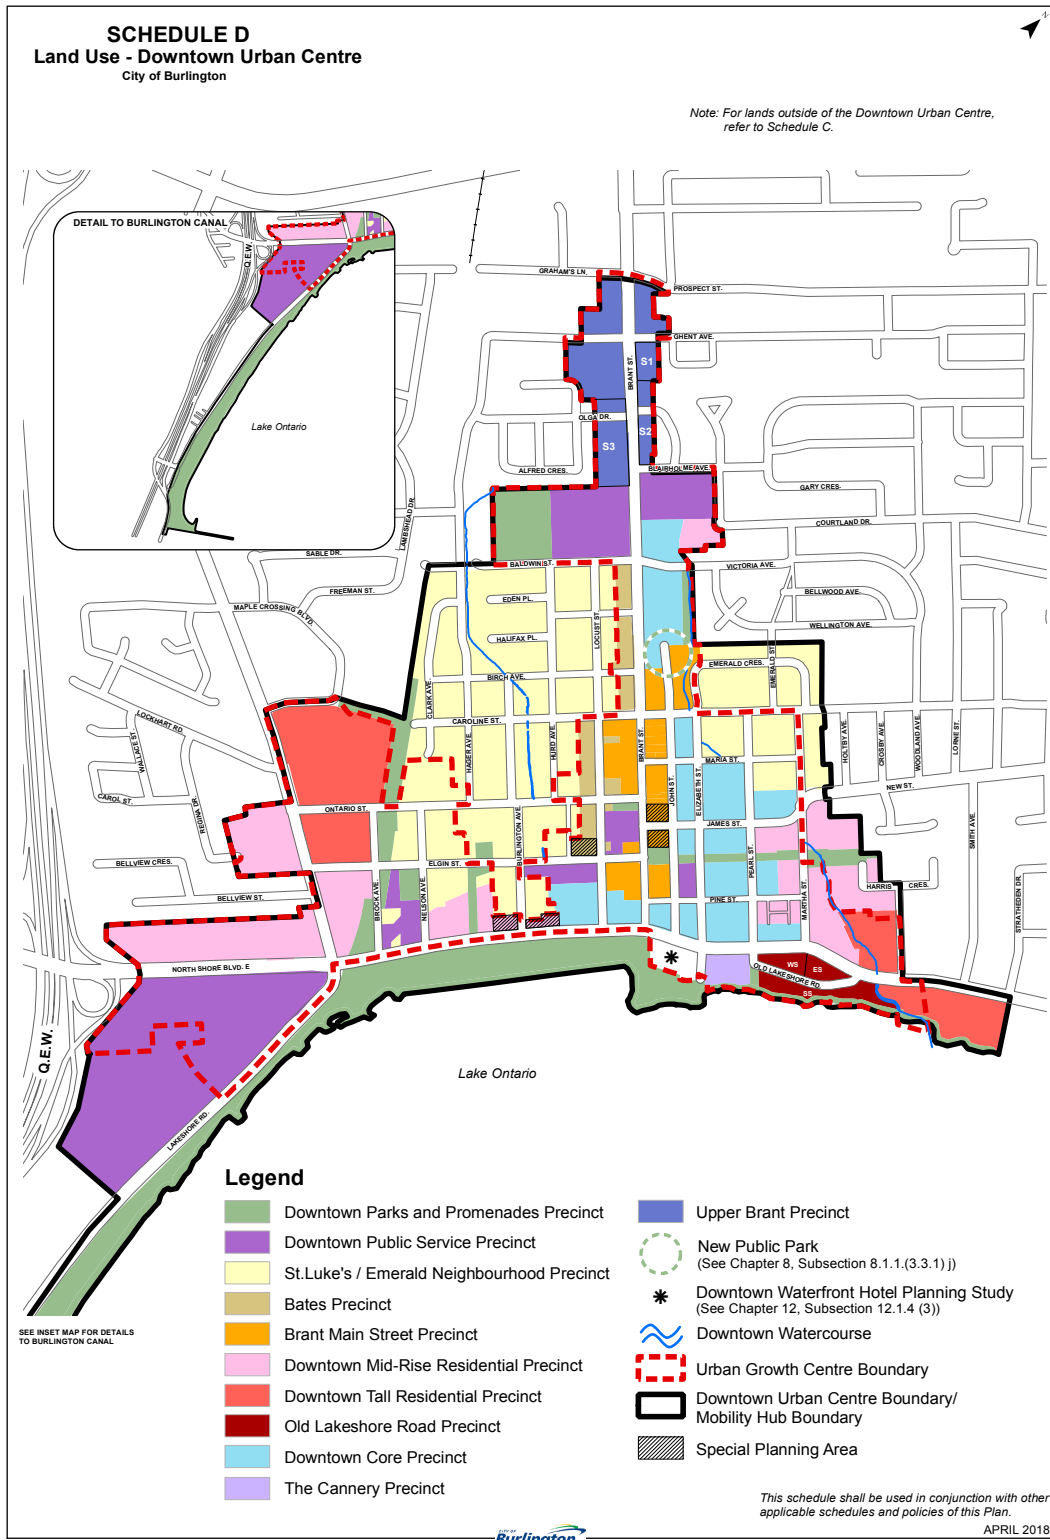 SCHEDULE D
Land Use - Downtown Urban Centre
City of Burlington
N
Note: For lands outside of the Downtown Urban Centre,
refer to Schedule C.
DETAIL TO BURLINGTON CANAL
Q.E.W.
Lake Ontario
GRAHAM'S LN.
PROSPECT ST.
GHENT AVE.
BRANT ST.
S1
OLGA DR.
S2
S3
ALFRED CRES.
BLAIRHOLME AVE.
GARY CRES.
LAMBSHEAD DR
COURTLAND DR.
SABLE DR.
BALDWIN ST.
VICTORIA AVE.
FREEMAN ST.
BELLWOOD AVE.
EDEN PL.
MAPLE CROSSING BLVD.
LOCUST ST.
WELLINGTON AVE.
HALIFAX PL.
EMERALD ST.
EMERALD CRES.
BIRCH AVE.
CLARK AVE.
LOCKHART RD
CAROLINE ST.
WALLACE ST
HAGER AVE.
HURD AVE.
BRANT ST.
MARIA ST.
HOLTBY AVE.
CROSBY AVE.
WOODLAND AVE.
LORNE ST.
CAROL ST.
REGINA DR.
JOHN ST.
ELIZABETH ST.
NEW ST.
ONTARIO ST.
JAMES ST.
SMITH AVE.
BURLINGTON AVE.
BELLVIEW CRES.
ELGIN ST.
PEARL ST.
BROCK AVE.
NELSON AVE.
MARTHA ST.
HARRIS CRES.
BELLVIEW ST.
PINE ST.
STRATHEDEN DR.
NORTH SHORE BLVD. E
WS
ES
OLD LAKESHORE RD.
SS
Q.E.W.
Lake Ontario
LAKESHORE RD.
SEE INSET MAP FOR DETAILS
TO BURLINGTON CANAL
Legend
Downtown Parks and Promenades Precinct
Downtown Public Service Precinct
St.Luke's / Emerald Neighbourhood Precinct
Bates Precinct
Brant Main Street Precinct
Downtown Mid-Rise Residential Precinct
Downtown Tall Residential Precinct
Old Lakeshore Road Precinct
Downtown Core Precinct
The Cannery Precinct
Upper Brant Precinct
New Public Park
(See Chapter 8, Subsection 8.1.1.(3.3.1) j)
Downtown Waterfront Hotel Planning Study
(See Chapter 12, Subsection 12.1.4 (3))
Downtown Watercourse
Urban Growth Centre Boundary
Downtown Urban Centre Boundary/
Mobility Hub Boundary
Special Planning Area
This schedule shall be used in conjunction with other
applicable schedules and policies of this Plan.
CITY OF
Burlington
APRIL 2018